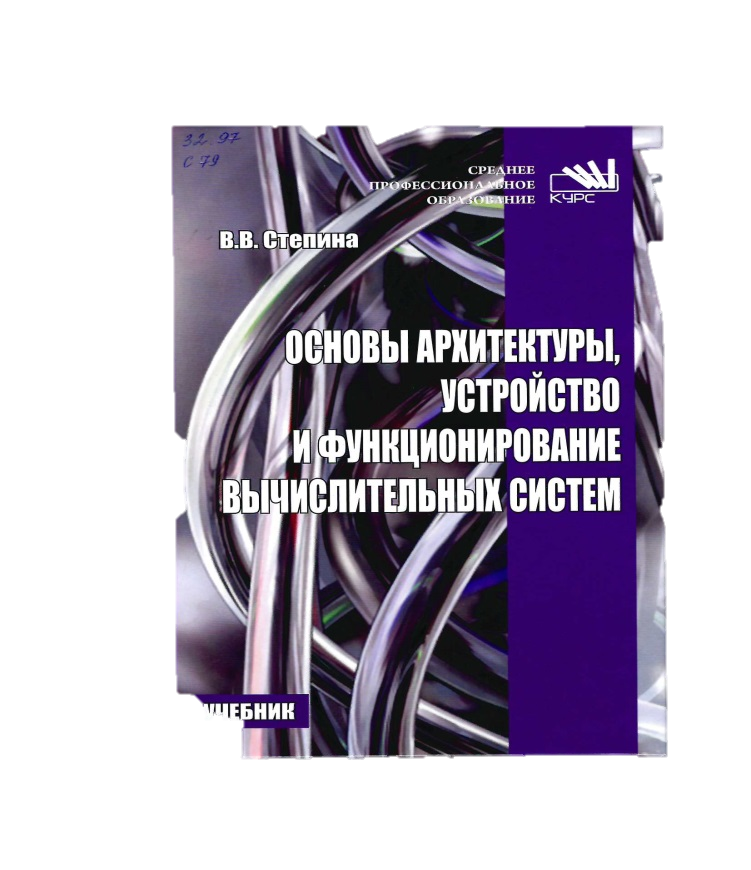 32.97
С 79
СРЕДНЕЕ
ПРОФЕССИОНАЛЬНОЕ
ОБРАЗОВАНИЕ
КУРС
В.В. Степина
ОСНОВЫ АРХИТЕКТУРЫ,
УСТРОЙСТВО
И ФУНКЦИОНИРОВАНИЕ
ВЫЧИСЛИТЕЛЬНЫХ СИСТЕМ
УЧЕБНИК